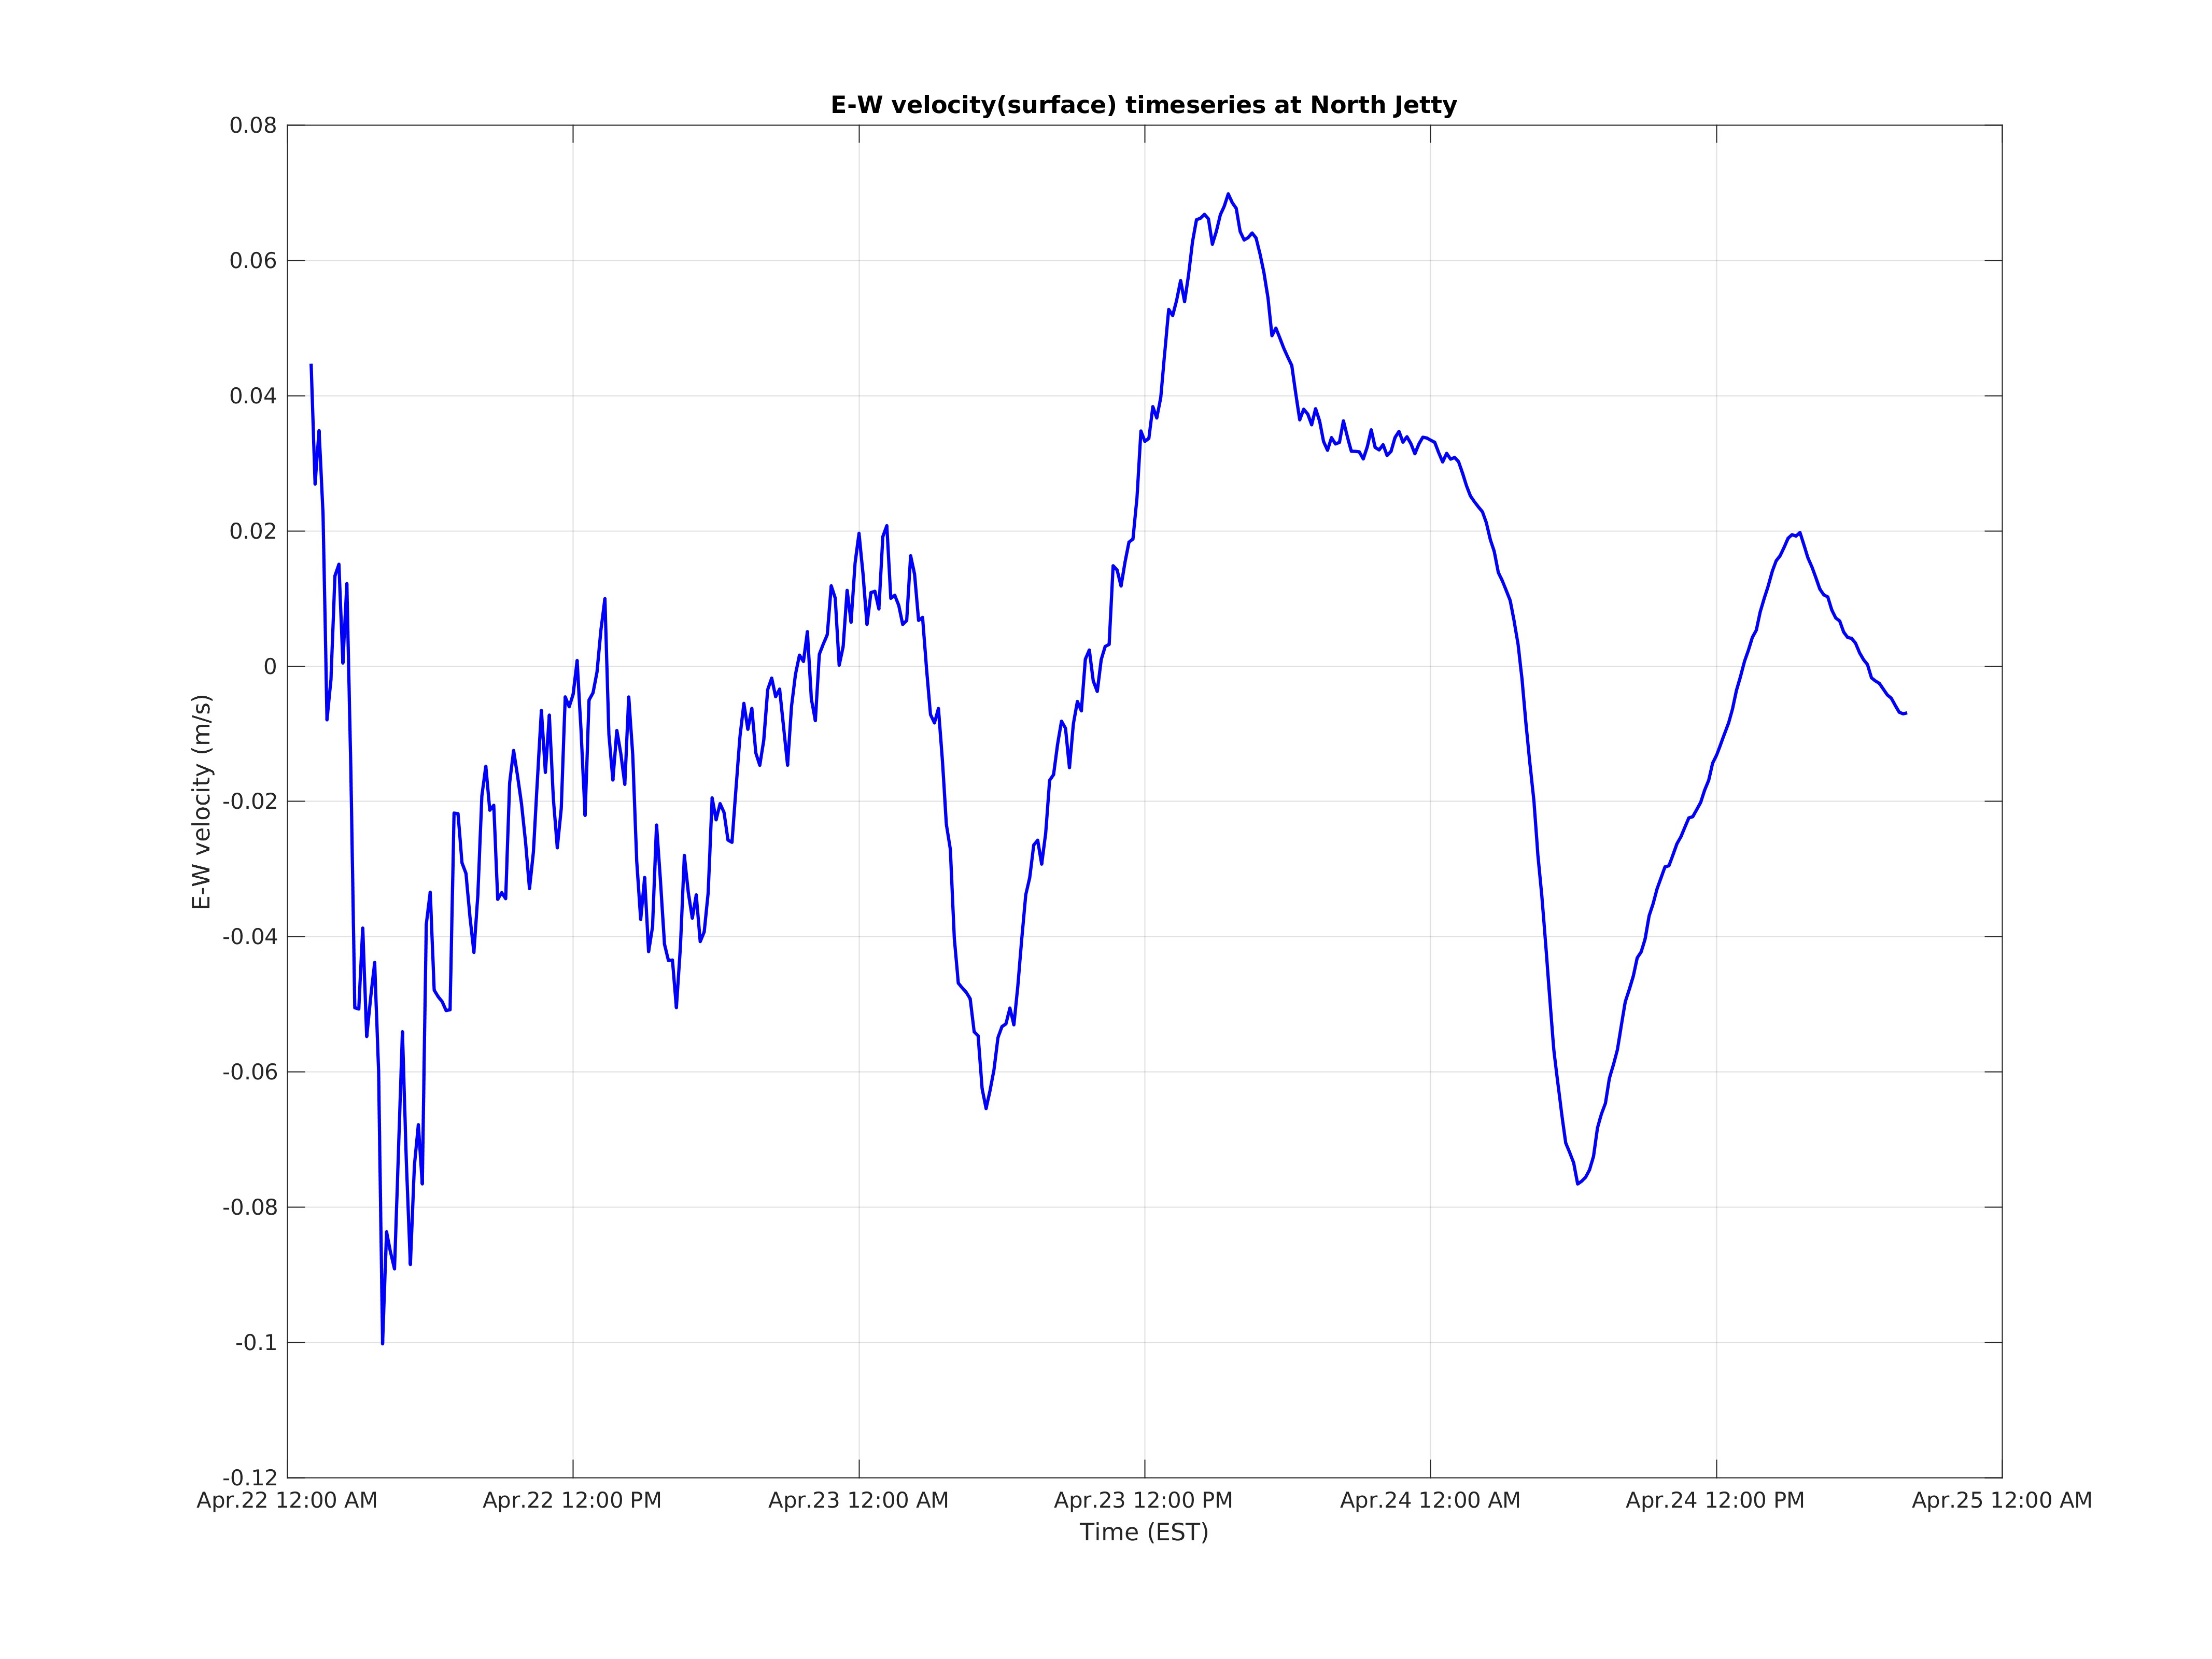 E-W velocity(surface) timeseries at North Jetty
0.08
0.06
0.04
0.02
0
-0.02
-0.04
-0.06
-0.08
-0.1
-0.12
E-W velocity (m/s)
Apr.22 12:00 AM
Apr.22 12:00 PM
Apr.23 12:00 AM
Apr.23 12:00 PM
Apr.24 12:00 AM
Apr.24 12:00 PM
Apr.25 12:00 AM
Time (EST)